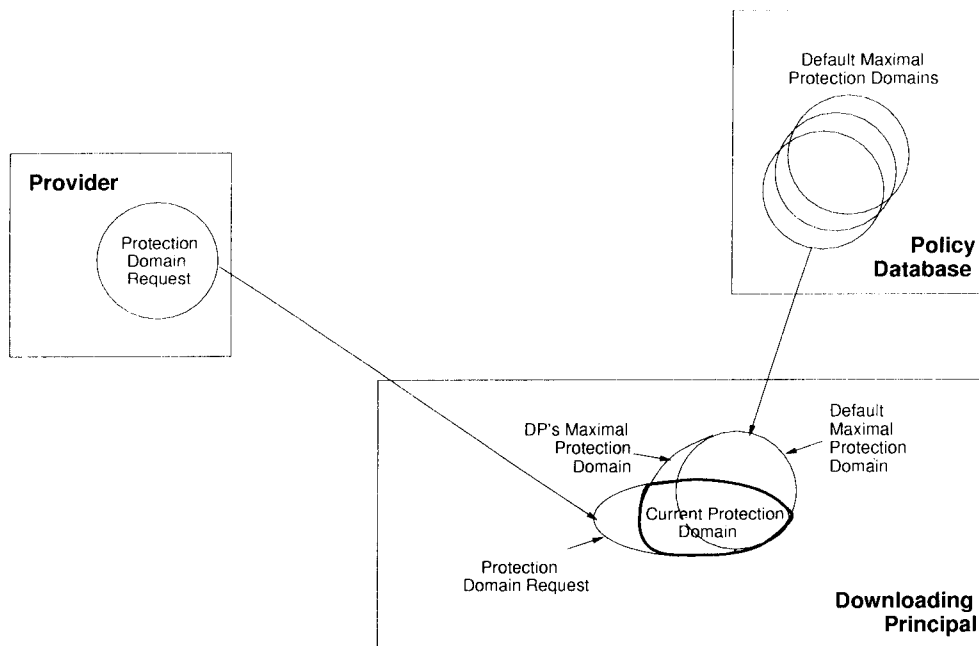 Default Maximal
Protection Domains
Provider
Protection
Domain
Request
Policy
Database
DP's Maximal
Protection
Domain
Default
Maximal
Protection
Domain
Current Protection
Domain
Protection
Domain Request
Downloading
Principal